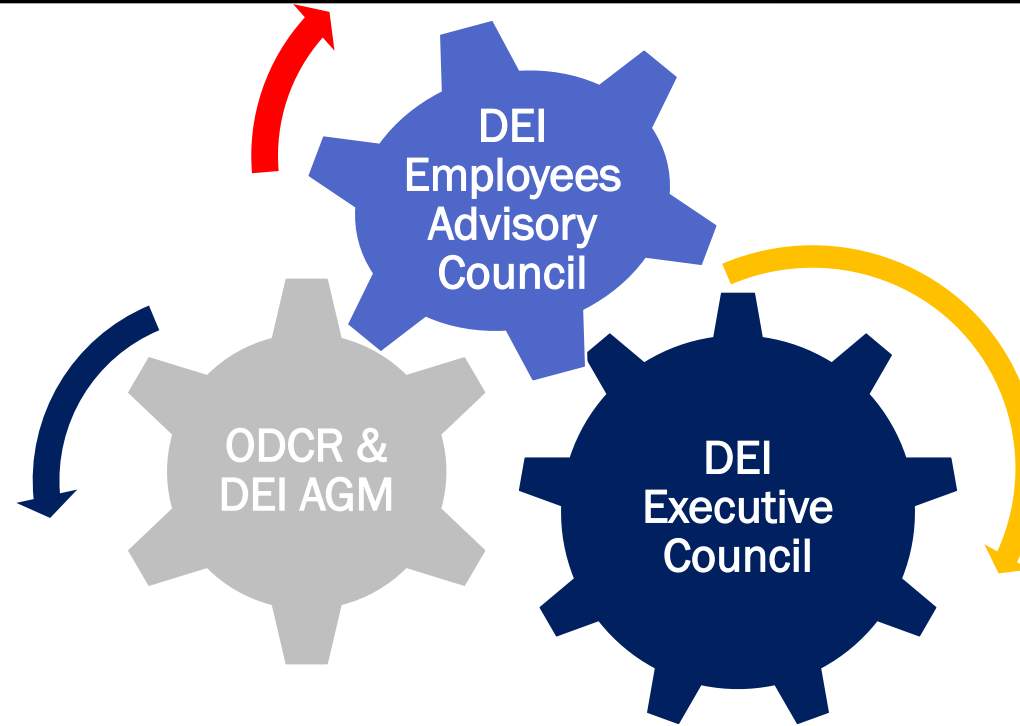 DEI
Employees
Advisory
Council
ODCR &
DEI AGM
DEI
Executive
Council